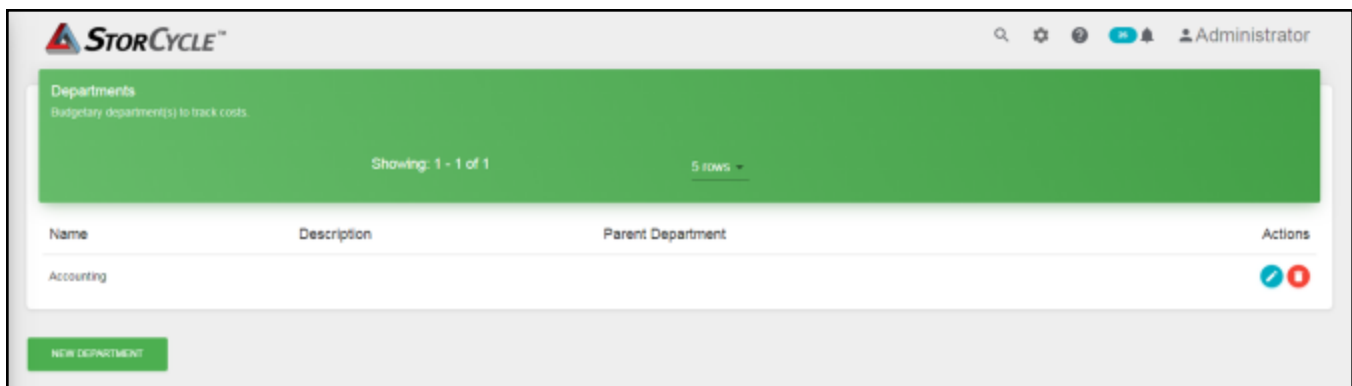 STORCYCLE™
Administrator
Departments
Budgetary department(s) to track costs.
Showing: 1 - 1 of 1
5 rows
Name Description Parent Department Actions
Accounting
NEW DEPARTMENT